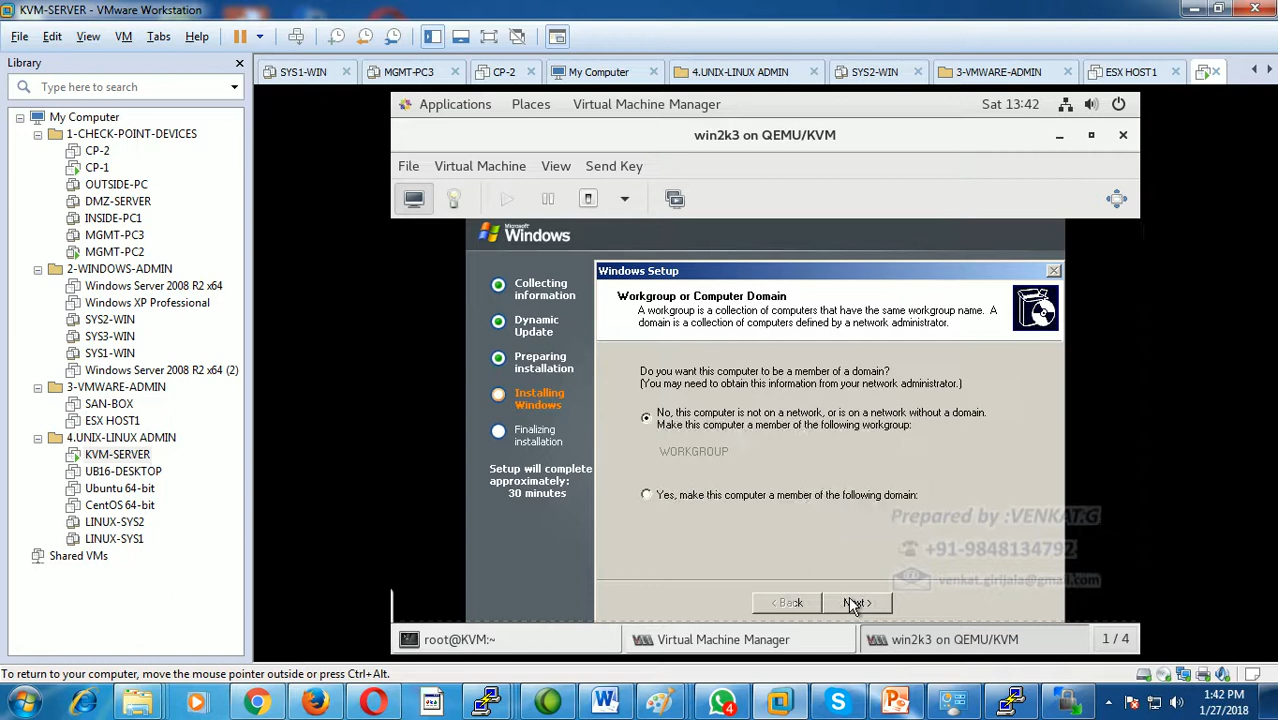 KVM-SERVER - VMware Workstation
File Edit View VM Tabs Help
Library
Type here to search
My Computer
1-CHECK-POINT-DEVICES
CP-2
CP-1
OUTSIDE-PC
DMZ-SERVER
INSIDE-PC1
MGMT-PC3
MGMT-PC2
2-WINDOWS-ADMIN
Windows Server 2008 R2 x64
Windows XP Professional
SYS2-WIN
SYS3-WIN
SYS1-WIN
Windows Server 2008 R2 x64 (2)
3-VMWARE-ADMIN
SAN-BOX
ESX HOST1
4.UNIX-LINUX ADMIN
KVM-SERVER
UB16-DESKTOP
Ubuntu 64-bit
CentOS 64-bit
LINUX-SYS2
LINUX-SYS1
Shared VMs
SYS1-WIN MGMT-PC3 CP-2 My Computer 4.UNIX-LINUX ADMIN SYS2-WIN 3-VMWARE-ADMIN ESX HOST1
Applications Places Virtual Machine Manager Sat 13:42
win2k3 on QEMU/KVM
File Virtual Machine View Send Key
Microsoft
Windows
Collecting
information
Dynamic
Update
Preparing
installation
Installing
Windows
Finalizing
installation
Setup will complete
approximately:
30 minutes
Windows Setup
Workgroup or Computer Domain
A workgroup is a collection of computers that have the same workgroup name. A
domain is a collection of computers defined by a network administrator.
Do you want this computer to be a member of a domain?
(You may need to obtain this information from your network administrator.)
No, this computer is not on a network, or is on a network without a domain.
Make this computer a member of the following workgroup:
WORKGROUP
Yes, make this computer a member of the following domain:
Prepared by :VENKAT.G
+91-9848134792
venkat.girijala@gmail.com
< Back Next >
root@KVM:~ Virtual Machine Manager win2k3 on QEMU/KVM 1 / 4
To return to your computer, move the mouse pointer outside or press Ctrl+Alt.
4
1:42 PM
1/27/2018